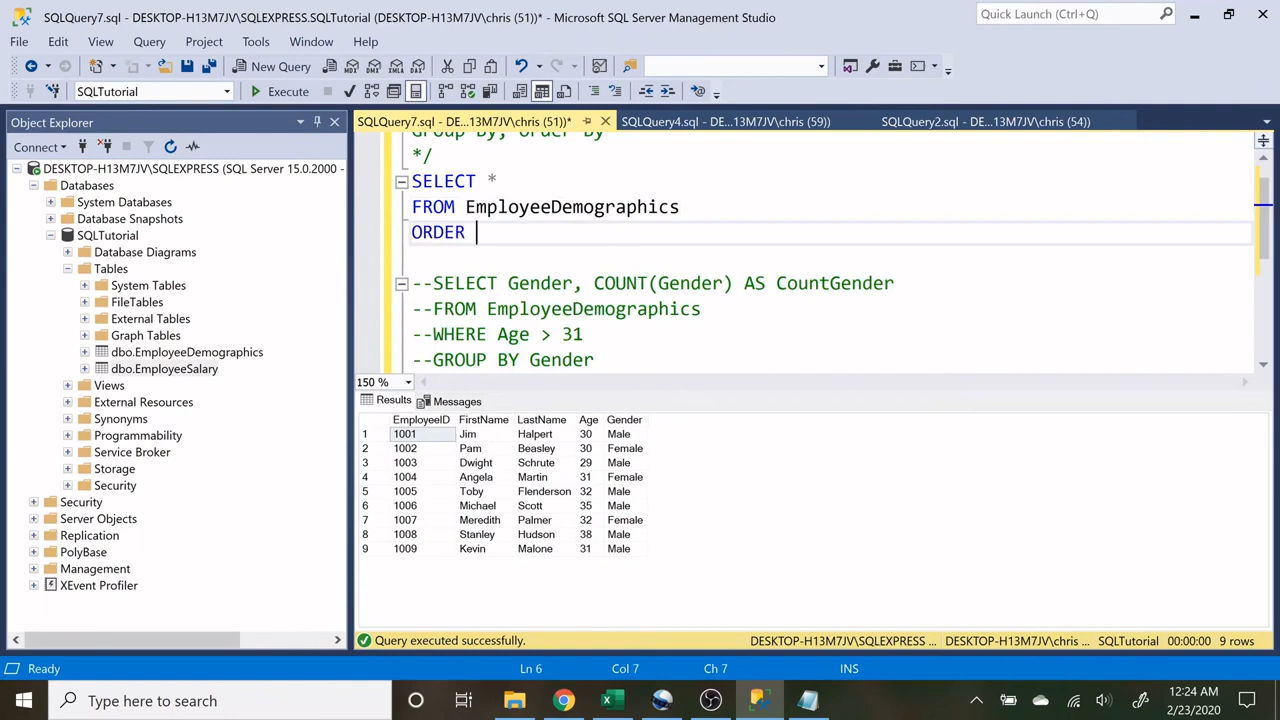 SQLQuery7.sql - DESKTOP-H13M7JV\SQLEXPRESS.SQLTutorial (DESKTOP-H13M7JV\chris (51))* - Microsoft SQL Server Management Studio
Quick Launch (Ctrl+Q)
File Edit View Query Project Tools Window Help
New Query
SQLTutorial Execute
Object Explorer
Connect
DESKTOP-H13M7JV\SQLEXPRESS (SQL Server 15.0.2000 -
Databases
System Databases
Database Snapshots
SQLTutorial
Database Diagrams
Tables
System Tables
FileTables
External Tables
Graph Tables
dbo.EmployeeDemographics
dbo.EmployeeSalary
Views
External Resources
Synonyms
Programmability
Service Broker
Storage
Security
Security
Server Objects
Replication
PolyBase
Management
XEvent Profiler
SQLQuery7.sql - DE...H13M7JV\chris (51))* SQLQuery4.sql - DE...H13M7JV\chris (59)) SQLQuery2.sql - DE...H13M7JV\chris (54))
Group By, Order By
*/
SELECT *
FROM EmployeeDemographics
ORDER
--SELECT Gender, COUNT(Gender) AS CountGender
--FROM EmployeeDemographics
--WHERE Age > 31
--GROUP BY Gender
150 %
Results Messages
EmployeeID FirstName LastName Age Gender
1 1001 Jim Halpert 30 Male
2 1002 Pam Beasley 30 Female
3 1003 Dwight Schrute 29 Male
4 1004 Angela Martin 31 Female
5 1005 Toby Flenderson 32 Male
6 1006 Michael Scott 35 Male
7 1007 Meredith Palmer 32 Female
8 1008 Stanley Hudson 38 Male
9 1009 Kevin Malone 31 Male
Query executed successfully. DESKTOP-H13M7JV\SQLEXPRESS ... DESKTOP-H13M7JV\chris ... SQLTutorial 00:00:00 9 rows
Ready Ln 6 Col 7 Ch 7 INS
Type here to search
12:24 AM
2/23/2020